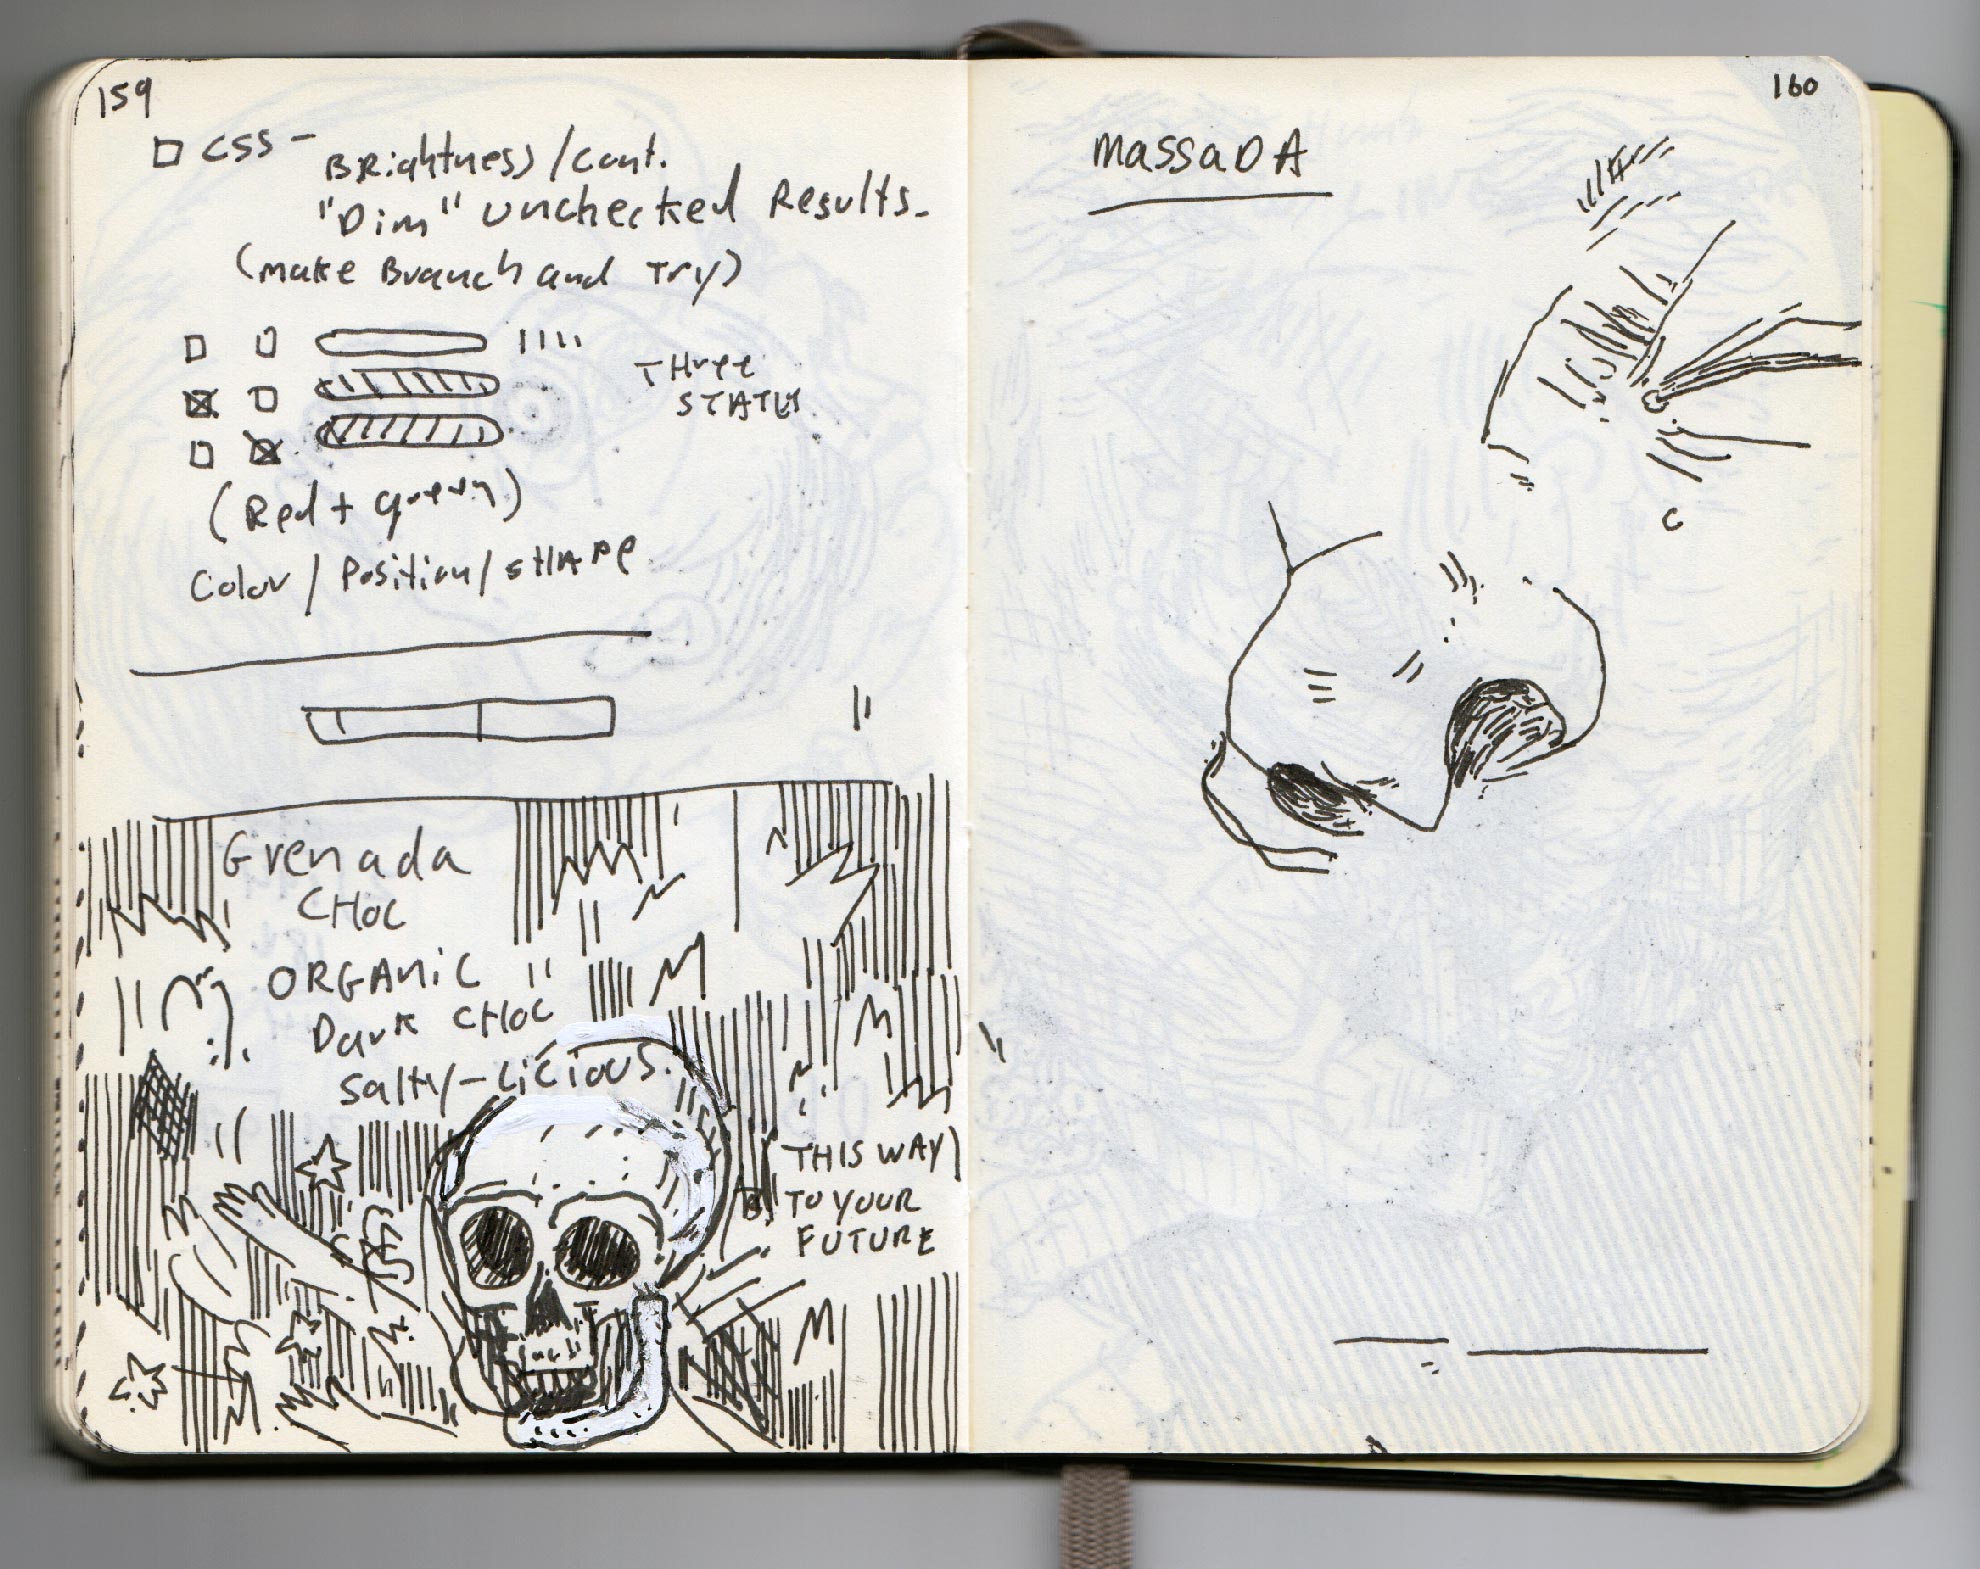 159
CSS - BRightness/Cont.
"Dim" unchecked Results.
(make Branch and Try)
THree
STATES
(Red + green)
Color / Position / SHAPe
Grenada
CHoc
ORGANiC
Dark CHoc
Salty-Licious.
THIS WAY
TO YOUR
FUTURE
160
MassaDA